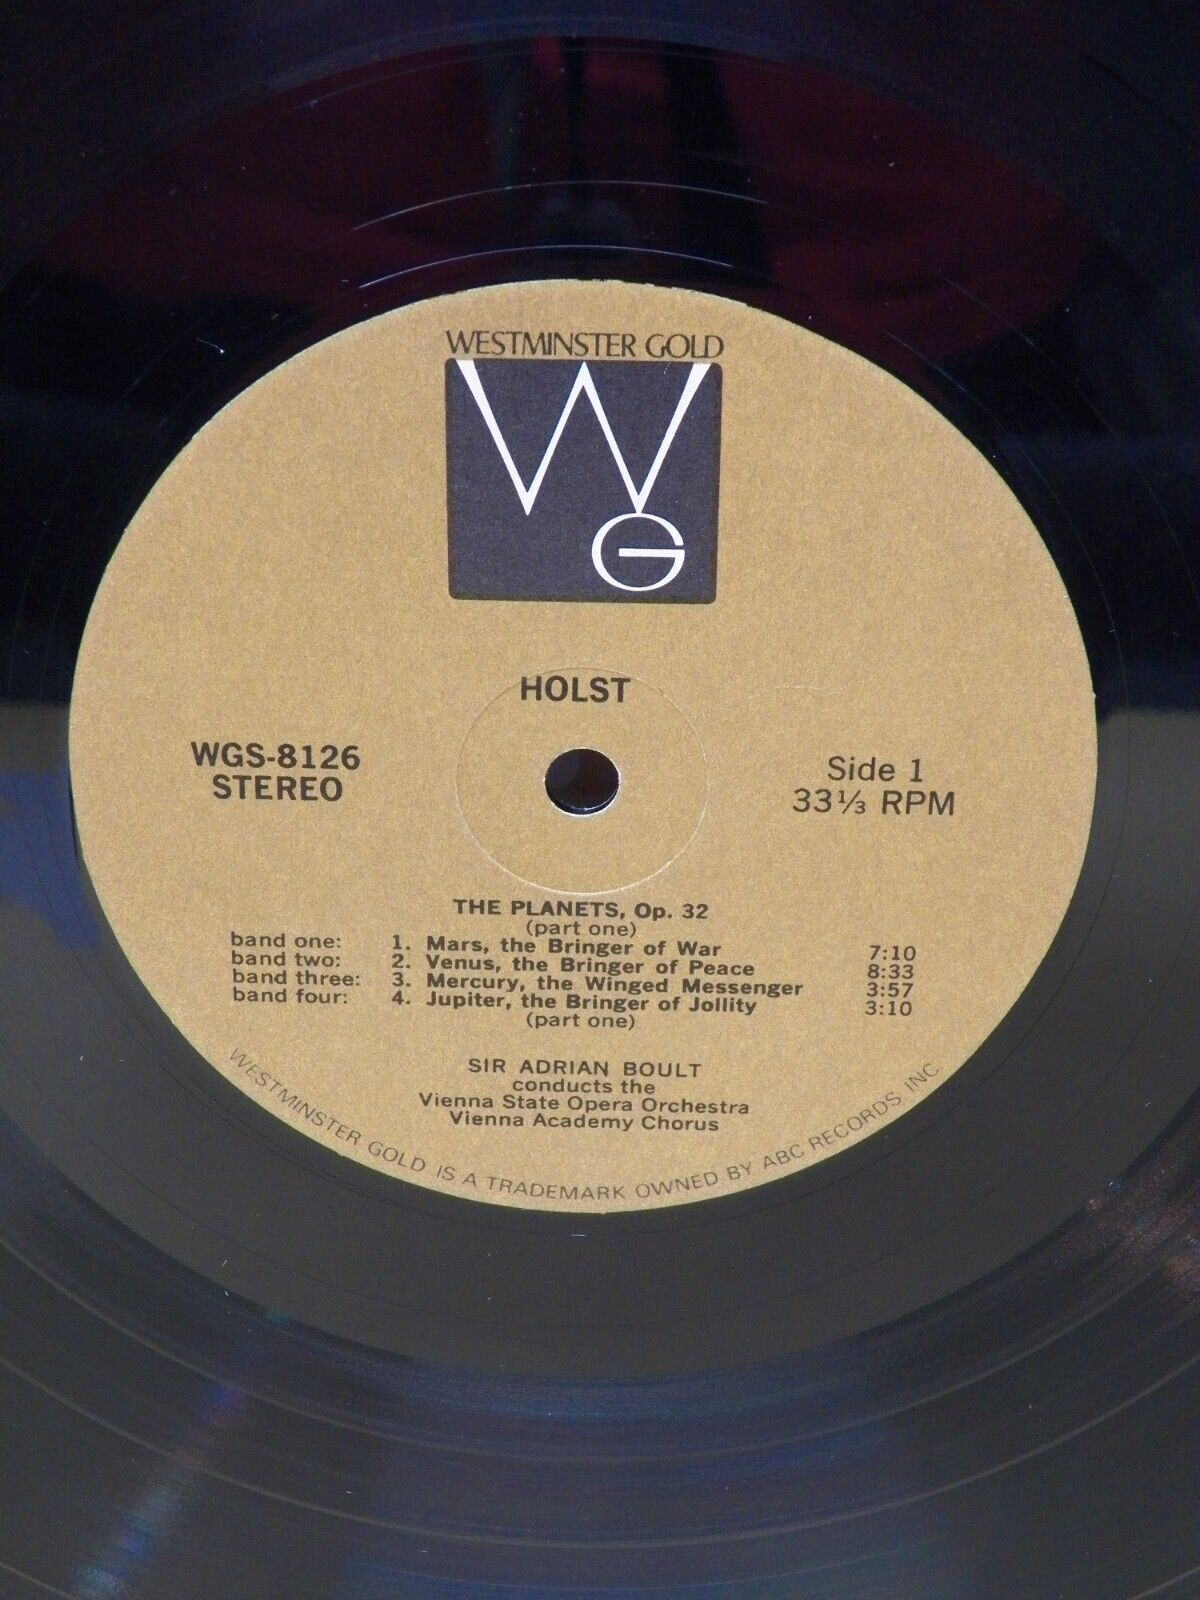 WESTMINSTER GOLD
WG
HOLST
WGS-8126
STEREO
Side 1
33⅓ RPM
THE PLANETS, Op. 32
(part one)
band one: 1. Mars, the Bringer of War 7:10
band two: 2. Venus, the Bringer of Peace 8:33
band three: 3. Mercury, the Winged Messenger 3:57
band four: 4. Jupiter, the Bringer of Jollity 3:10
(part one)
SIR ADRIAN BOULT
conducts the
Vienna State Opera Orchestra
Vienna Academy Chorus
WESTMINSTER GOLD IS A TRADEMARK OWNED BY ABC RECORDS, INC.